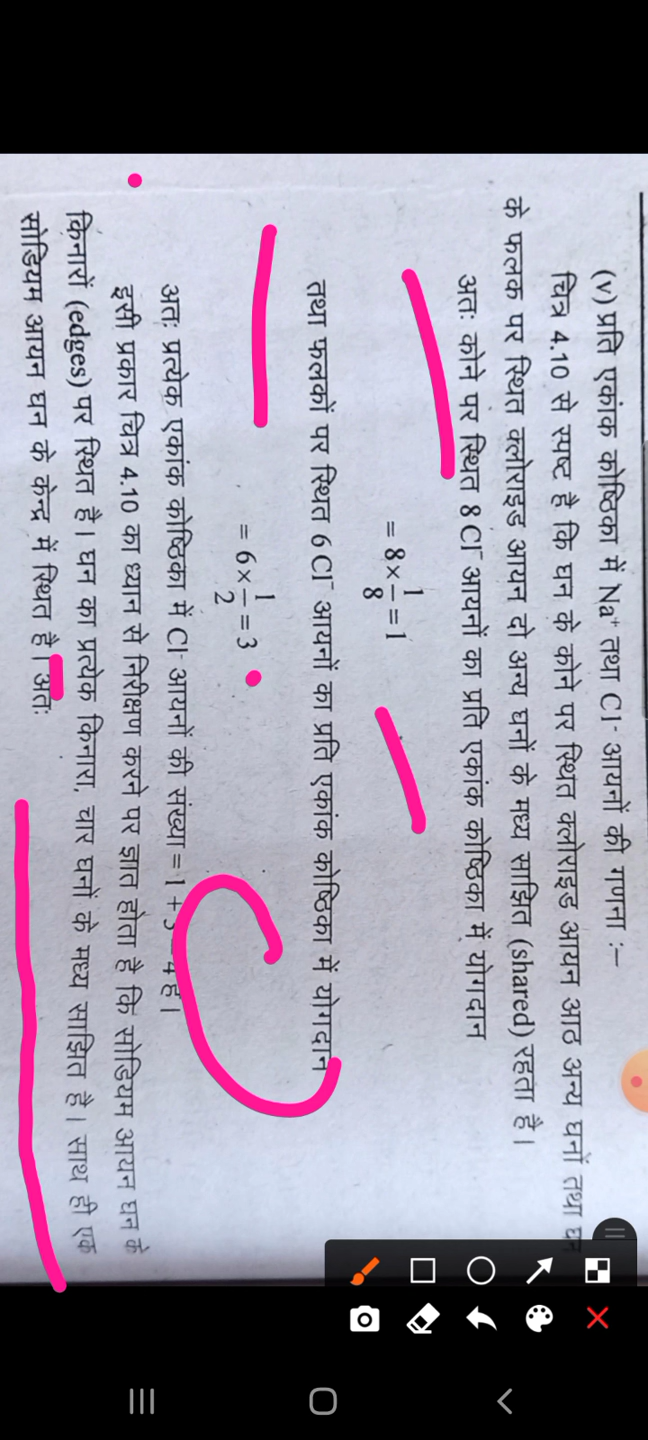 (v) प्रति एकांक कोष्ठिका में Na⁺ तथा Cl⁻ आयनों की गणना :–
चित्र 4.10 से स्पष्ट है कि घन के कोने पर स्थित क्लोराइड आयन आठ अन्य घनों तथा घन
के फलक पर स्थित क्लोराइड आयन दो अन्य घनों के मध्य साझित (shared) रहता है।
अतः कोने पर स्थित 8 Cl⁻ आयनों का प्रति एकांक कोष्ठिका में योगदान
= 8 × 1/8 = 1
तथा फलकों पर स्थित 6 Cl⁻ आयनों का प्रति एकांक कोष्ठिका में योगदान
= 6 × 1/2 = 3
अतः प्रत्येक एकांक कोष्ठिका में Cl⁻ आयनों की संख्या = 1 + 4 है।
इसी प्रकार चित्र 4.10 का ध्यान से निरीक्षण करने पर ज्ञात होता है कि सोडियम आयन घन के
किनारों (edges) पर स्थित है। घन का प्रत्येक किनारा, चार घनों के मध्य साझित है। साथ ही एक
सोडियम आयन घन के केन्द्र में स्थित है। अतः